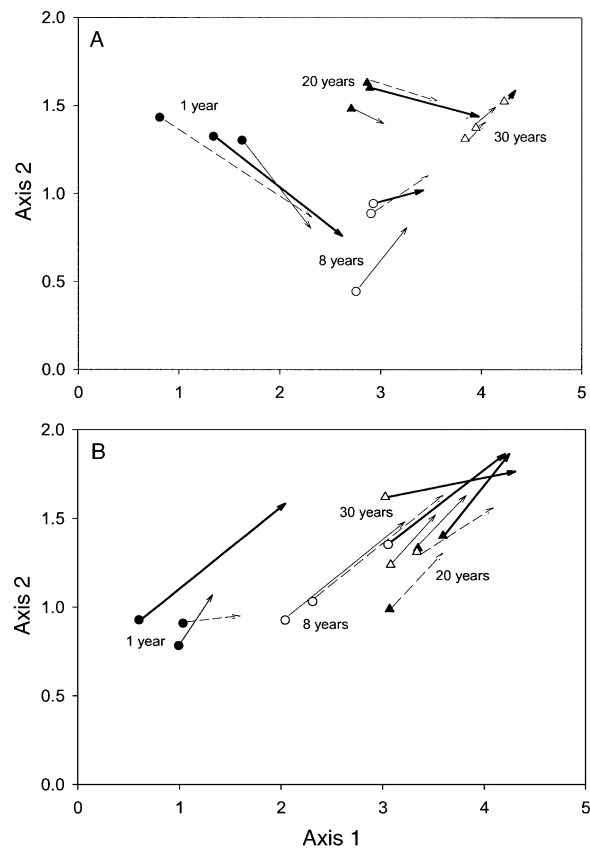 2.0
A
20 years
1 year
1.5
30 years
Axis 2
1.0
8 years
0.5
0.0
0 1 2 3 4 5
2.0
B
30 years
1.5
20 years
Axis 2
1.0
8 years
1 year
0.5
0.0
0 1 2 3 4 5
Axis 1